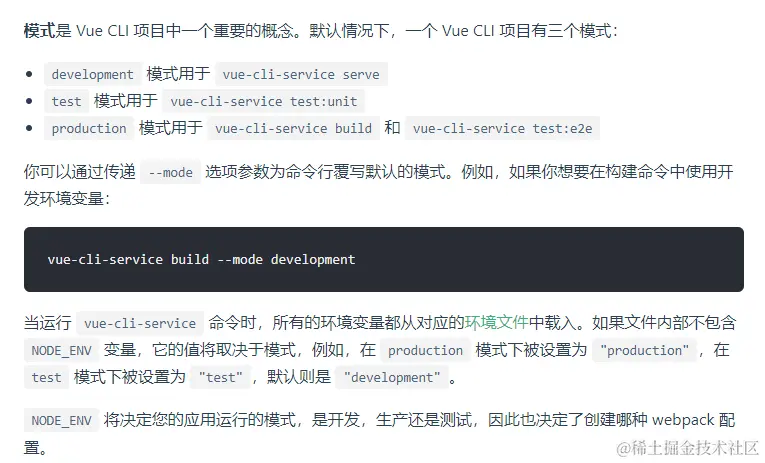 模式是 Vue CLI 项目中一个重要的概念。默认情况下，一个 Vue CLI 项目有三个模式：
development 模式用于 vue-cli-service serve
test 模式用于 vue-cli-service test:unit
production 模式用于 vue-cli-service build 和 vue-cli-service test:e2e
你可以通过传递 --mode 选项参数为命令行覆写默认的模式。例如，如果你想要在构建命令中使用开
发环境变量：
vue-cli-service build --mode development
当运行 vue-cli-service 命令时，所有的环境变量都从对应的环境文件中载入。如果文件内部不包含
NODE_ENV 变量，它的值将取决于模式，例如，在 production 模式下被设置为 "production"，在
test 模式下被设置为 "test"，默认则是 "development"。
NODE_ENV 将决定您的应用运行的模式，是开发，生产还是测试，因此也决定了创建哪种 webpack 配
置。
@稀土掘金技术社区